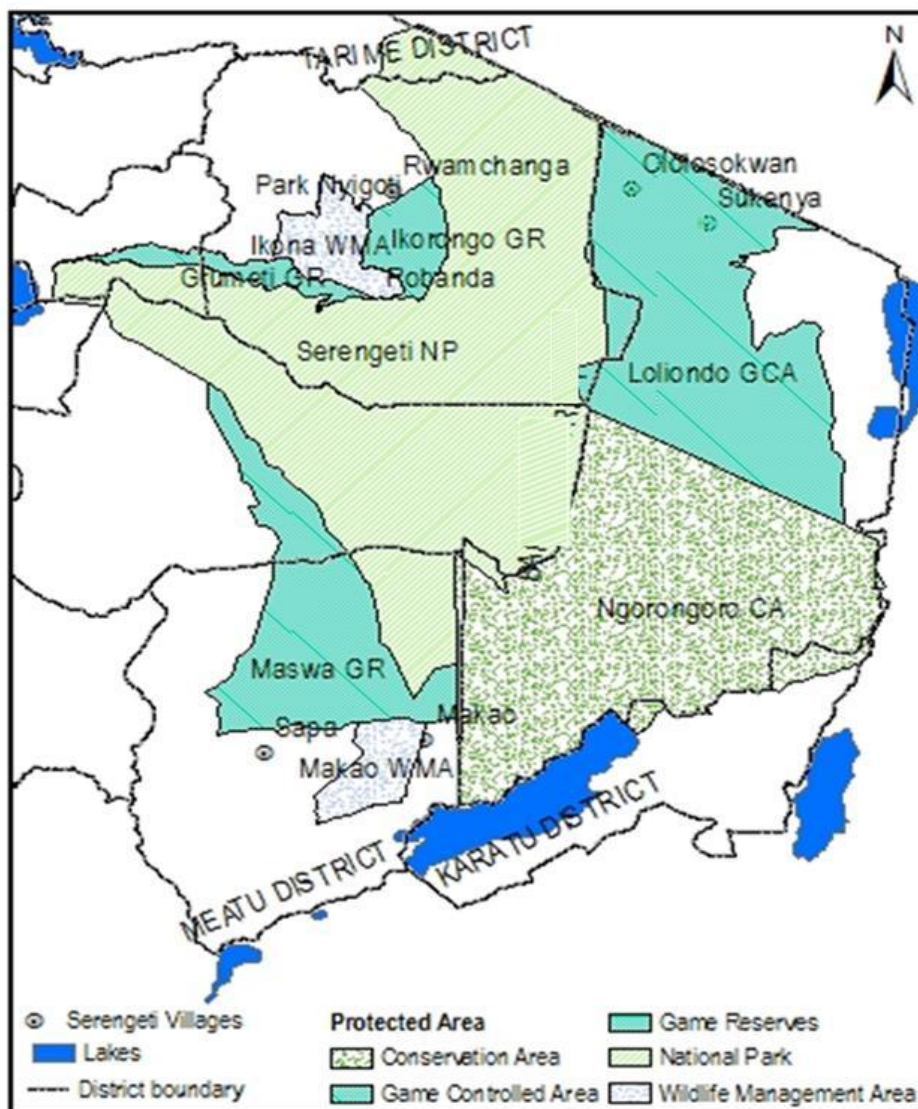 N
TARIME DISTRICT
Rwamchanga
Ololosokwan
Park Nyigoti
Sukenya
Ikona WMA
Ikorongo GR
Grumeti GR
Robanda
Serengeti NP
Loliondo GCA
Ngorongoro CA
Maswa GR
Makao
Sapa
Makao WMA
KARATU DISTRICT
MEATU DISTRICT
Serengeti Villages
Lakes
District boundary
Protected Area
Conservation Area
Game Controlled Area
Game Reserves
National Park
Wildlife Management Area